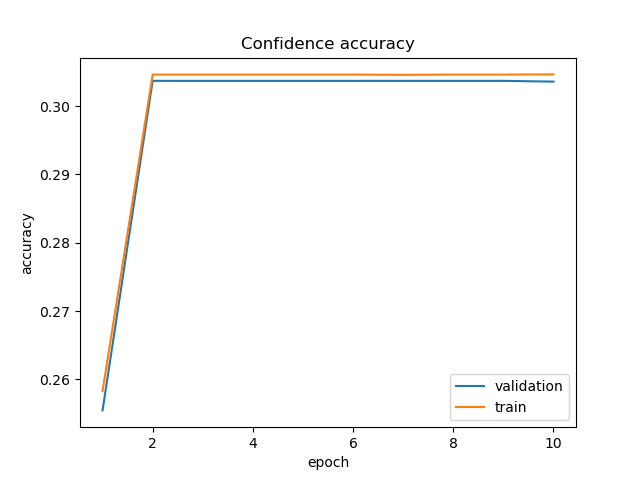 Confidence accuracy
accuracy
0.30
0.29
0.28
0.27
0.26
validation
train
2 4 6 8 10
epoch